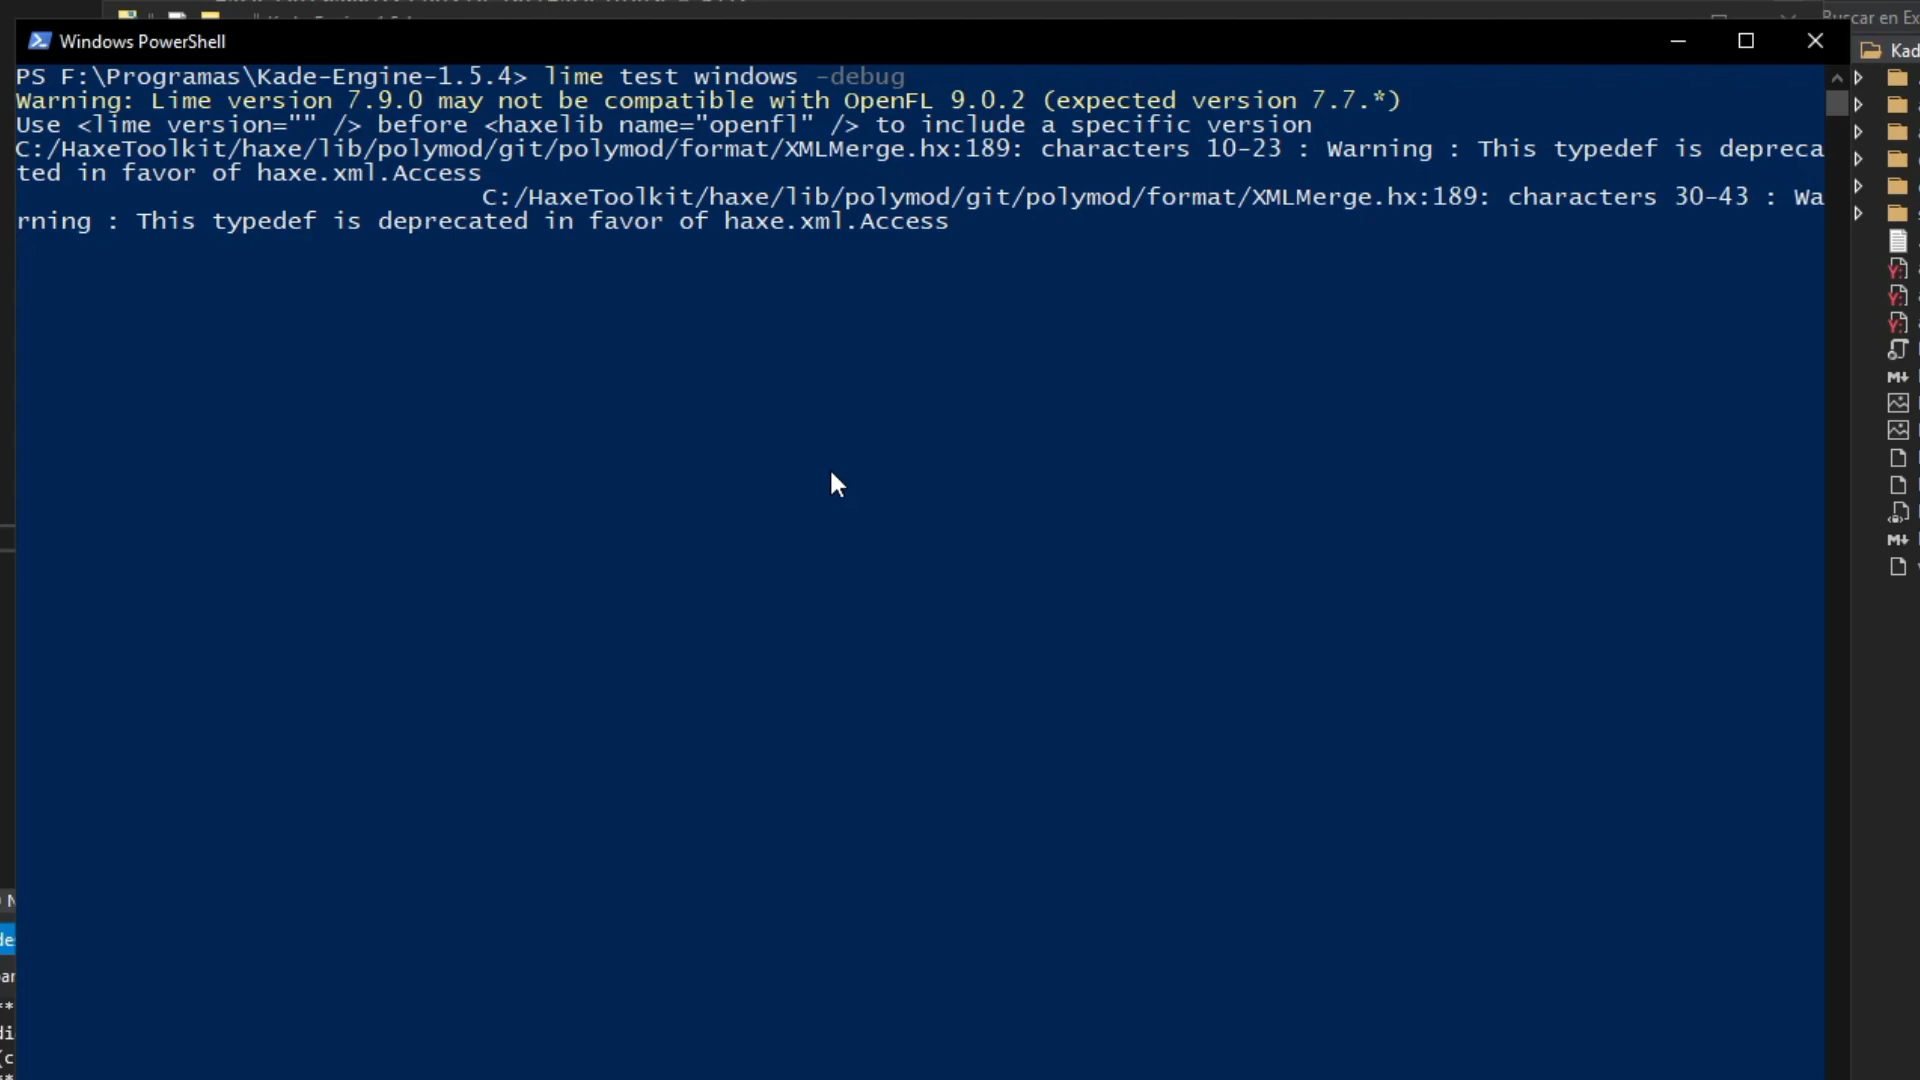 Buscar en Ex
Windows PowerShell
Kad
PS F:\Programas\Kade-Engine-1.5.4> lime test windows -debug
Warning: Lime version 7.9.0 may not be compatible with OpenFL 9.0.2 (expected version 7.7.*)
Use <lime version="" /> before <haxelib name="openfl" /> to include a specific version
C:/HaxeToolkit/haxe/lib/polymod/git/polymod/format/XMLMerge.hx:189: characters 10-23 : Warning : This typedef is depreca
ted in favor of haxe.xml.Access
C:/HaxeToolkit/haxe/lib/polymod/git/polymod/format/XMLMerge.hx:189: characters 30-43 : Wa
rning : This typedef is deprecated in favor of haxe.xml.Access